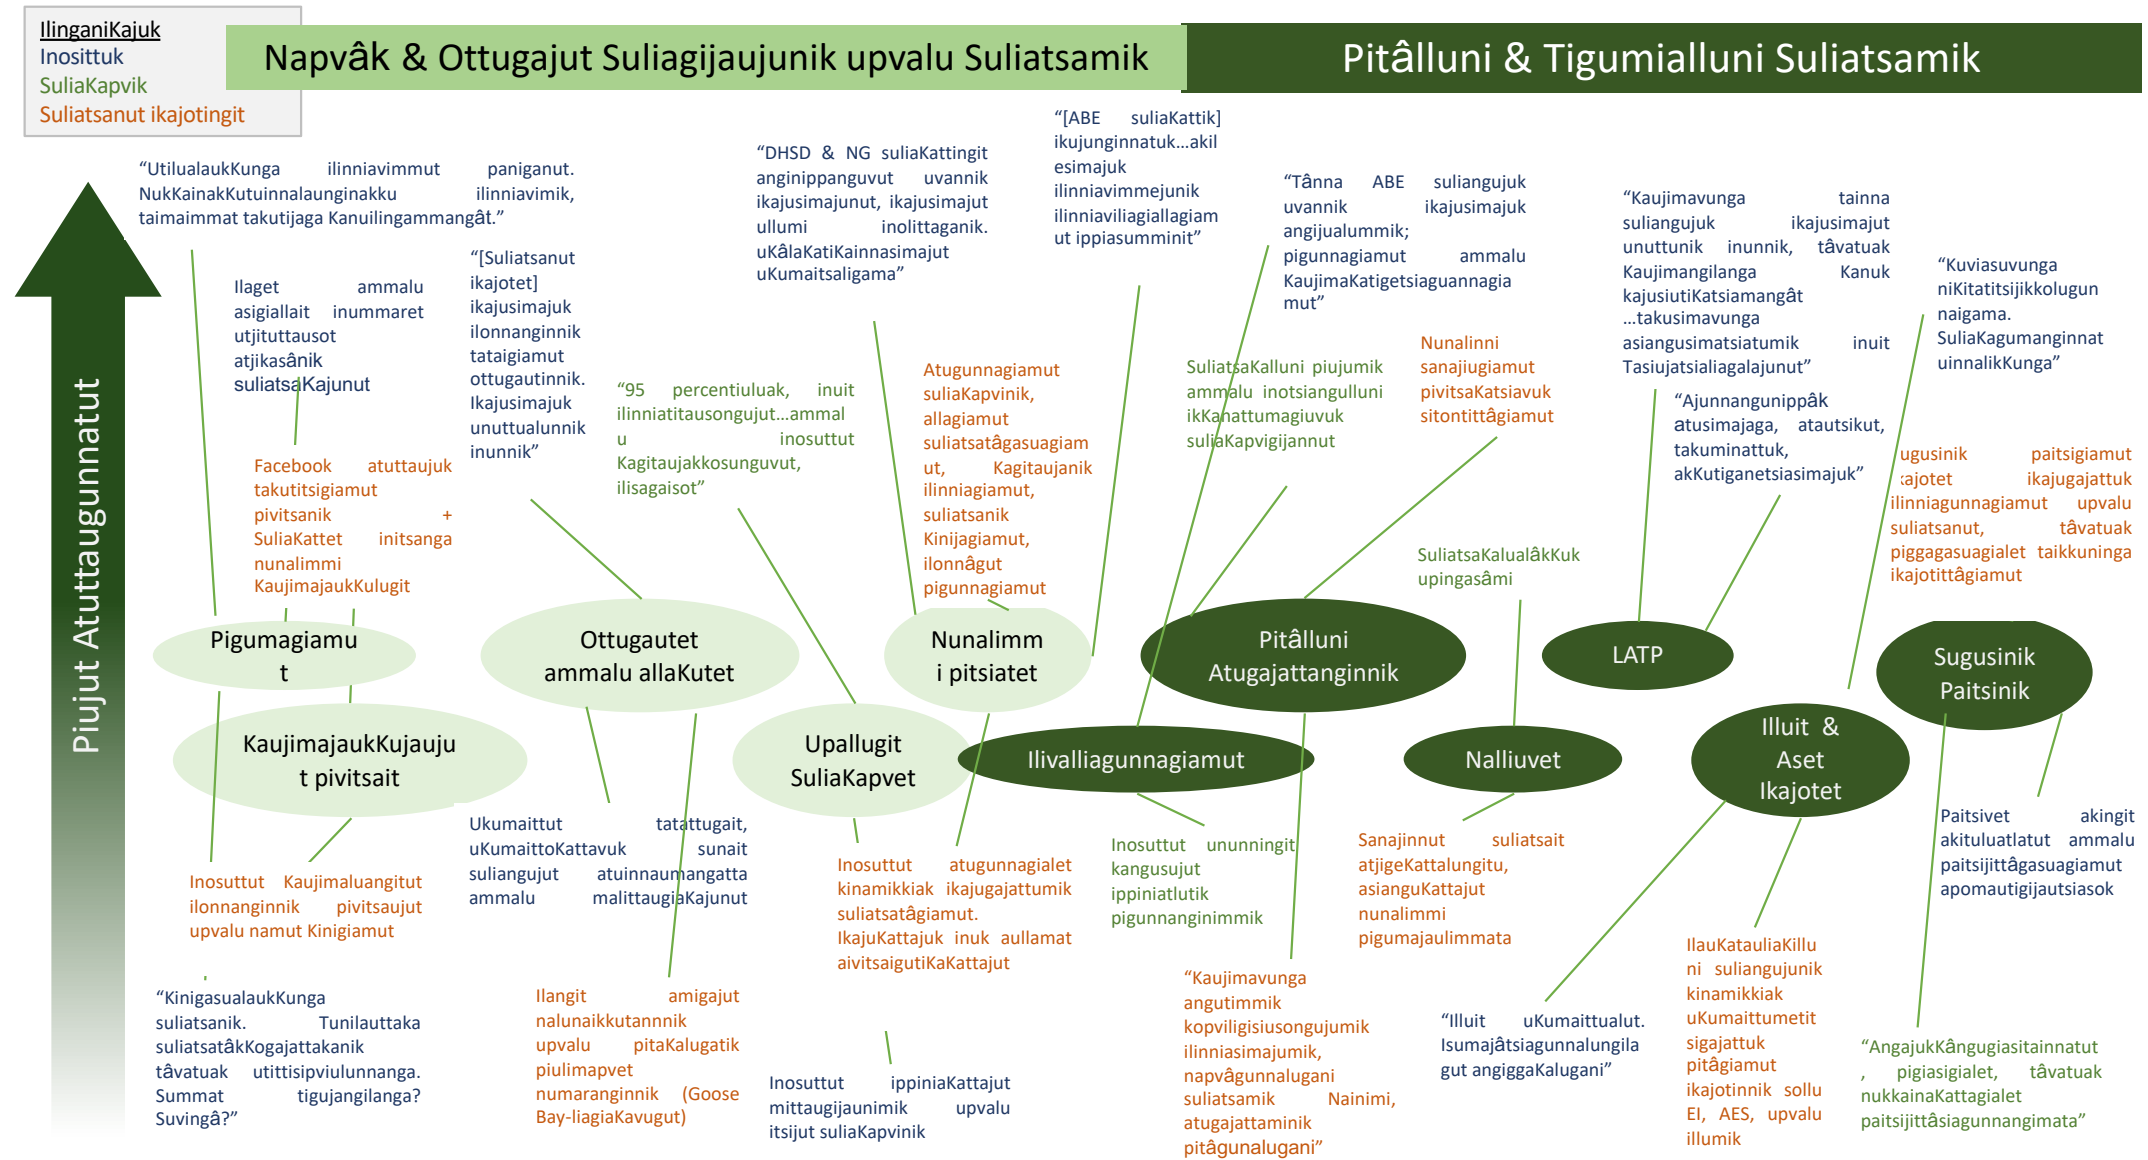 IlinganiKajuk
Inosittuk
SuliaKapvik
Suliatsanut ikajotingit
Napvâk & Ottugajut Suliagijaujunik upvalu Suliatsamik
Pitâlluni & Tigumialluni Suliatsamik
Piujut Atuttaugunnatut
“UtilualaukKunga ilinniavimmut paniganut.
NukKainakKutuinnalaunginakku ilinniavimik,
taimaimmat takutijaga Kanuilingammangât.”
Ilaget ammalu
asigiallait inummaret
utjituttausot
atjikasânik
suliatsaKajunut
Facebook atuttaujuk
takutitsigiamut
pivitsanik +
SuliaKattet initsanga
nunalimmi
KaujimajaukKulugit
“[Suliatsanut
ikajotet]
ikajusimajuk
ilonnanginnik
tataigiamut
ottugautinnik.
Ikajusimajuk
unuttualunnik
inunnik”
“95 percentiuluak, inuit
ilinniatitausongujut...ammal
u inosuttut
Kagitaujakkosunguvut,
ilisagaisot”
“DHSD & NG suliaKattingit
anginippanguvut uvannik
ikajusimajunut, ikajusimajut
ullumi inolittaganik.
uKâlaKatiKainnasimajut
uKumaitsaligama”
Atugunnagiamut
suliaKapvinik,
allagiamut
suliatsatâgasuagiam
ut, Kagitaujanik
ilinniagiamut,
suliatsanik
Kinijagiamut,
ilonnâgut
pigunnagiamut
“[ABE suliaKattik]
ikujunginnatuk...akil
esimajuk
ilinniavimmejunik
ilinniaviliagiallagiam
ut ippiasumminit”
“Tânna ABE suliangujuk
uvannik ikajusimajuk
angijualummik;
pigunnagiamut ammalu
KaujimaKatigetsiaguannagia
mut”
SuliatsaKalluni piujumik
ammalu inotsiangulluni
ikKanattumagiuvuk
suliaKapvigijannut
Nunalinni
sanajiugiamut
pivitsaKatsiavuk
sitontittâgiamut
SuliatsaKalualâkKuk
upingasâmi
“Kaujimavunga tainna
suliangujuk ikajusimajut
unuttunik inunnik, tâvatuak
Kaujimangilanga Kanuk
kajusiutiKatsiamangât
...takusimavunga
asiangusimatsiatumik inuit
Tasiujatsialiagalajunut”
“Ajunnangunippâk
atusimajaga, atautsikut,
takuminattuk,
akKutiganetsiasimajuk”
“Kuviasuvunga
niKitatitsijikkolugun
naigama.
SuliaKagumanginnat
uinnalikKunga”
ugusinik paitsigiamut
kajotet ikajugajattuk
ilinniagunnagiamut upvalu
suliatsanut, tâvatuak
piggagasuagialet taikkuninga
ikajotittâgiamut
Pigumagiamu
t
Ottugautet
ammalu allaKutet
Nunalimm
i pitsiatet
Pitâlluni
Atugajattanginnik
LATP
Sugusinik
Paitsinik
KaujimajaukKujauju
t pivitsait
Upallugit
SuliaKapvet
Ilivalliagunnagiamut
Nalliuvet
Illuit &
Aset
Ikajotet
Inosuttut Kaujimaluangitut
ilonnanginnik pivitsaujut
upvalu namut Kinigiamut
“KinigasualaukKunga
suliatsanik. Tunilauttaka
suliatsatâkKogajattakanik
tâvatuak utittisipviulunnanga.
Summat tigujangilanga?
Suvingâ?”
Ukumaittut tatattugait,
uKumaittoKattavuk sunait
suliangujut atuinnaumangatta
ammalu malittaugiaKajunut
Ilangit amigajut
nalunaikkutannnik
upvalu pitaKalugatik
piulimapvet
numaranginnik (Goose
Bay-liagiaKavugut)
Inosuttut atugunnagialet
kinamikkiak ikajugajattumik
suliatsatâgiamut.
IkajuKattajuk inuk aullamat
aivitsaigutiKaKattajut
Inosuttut ippiniaKattajut
mittaugijaunimik upvalu
itsijut suliaKapvinik
Inosuttut ununningit
kangusujut
ippiniatlutik
pigunnanginimmik
“Kaujimavunga
angutimmik
kopviligisiusongujumik
ilinniasimajumik,
napvâgunnalugani
suliatsamik Nainimi,
atugajattaminik
pitâgunalugani”
Sanajinnut suliatsait
atjigeKattalungitu,
asianguKattajut
nunalimmi
pigumajaulimmata
“Illuit uKumaittualut.
Isumajâtsiagunnalungila
gut angiggaKalugani”
IlauKatauliaKillu
ni suliangujunik
kinamikkiak
uKumaittumetit
sigajattuk
pitâgiamut
ikajotinnik sollu
EI, AES, upvalu
illumik
Paitsivet akingit
akituluatlatut ammalu
paitsijittâgasuagiamut
apomautigijautsiasok
“AngajukKângugiasitainnatut
, pigiasigialet, tâvatuak
nukkainaKattagialet
paitsijittâsiagunnangimata”